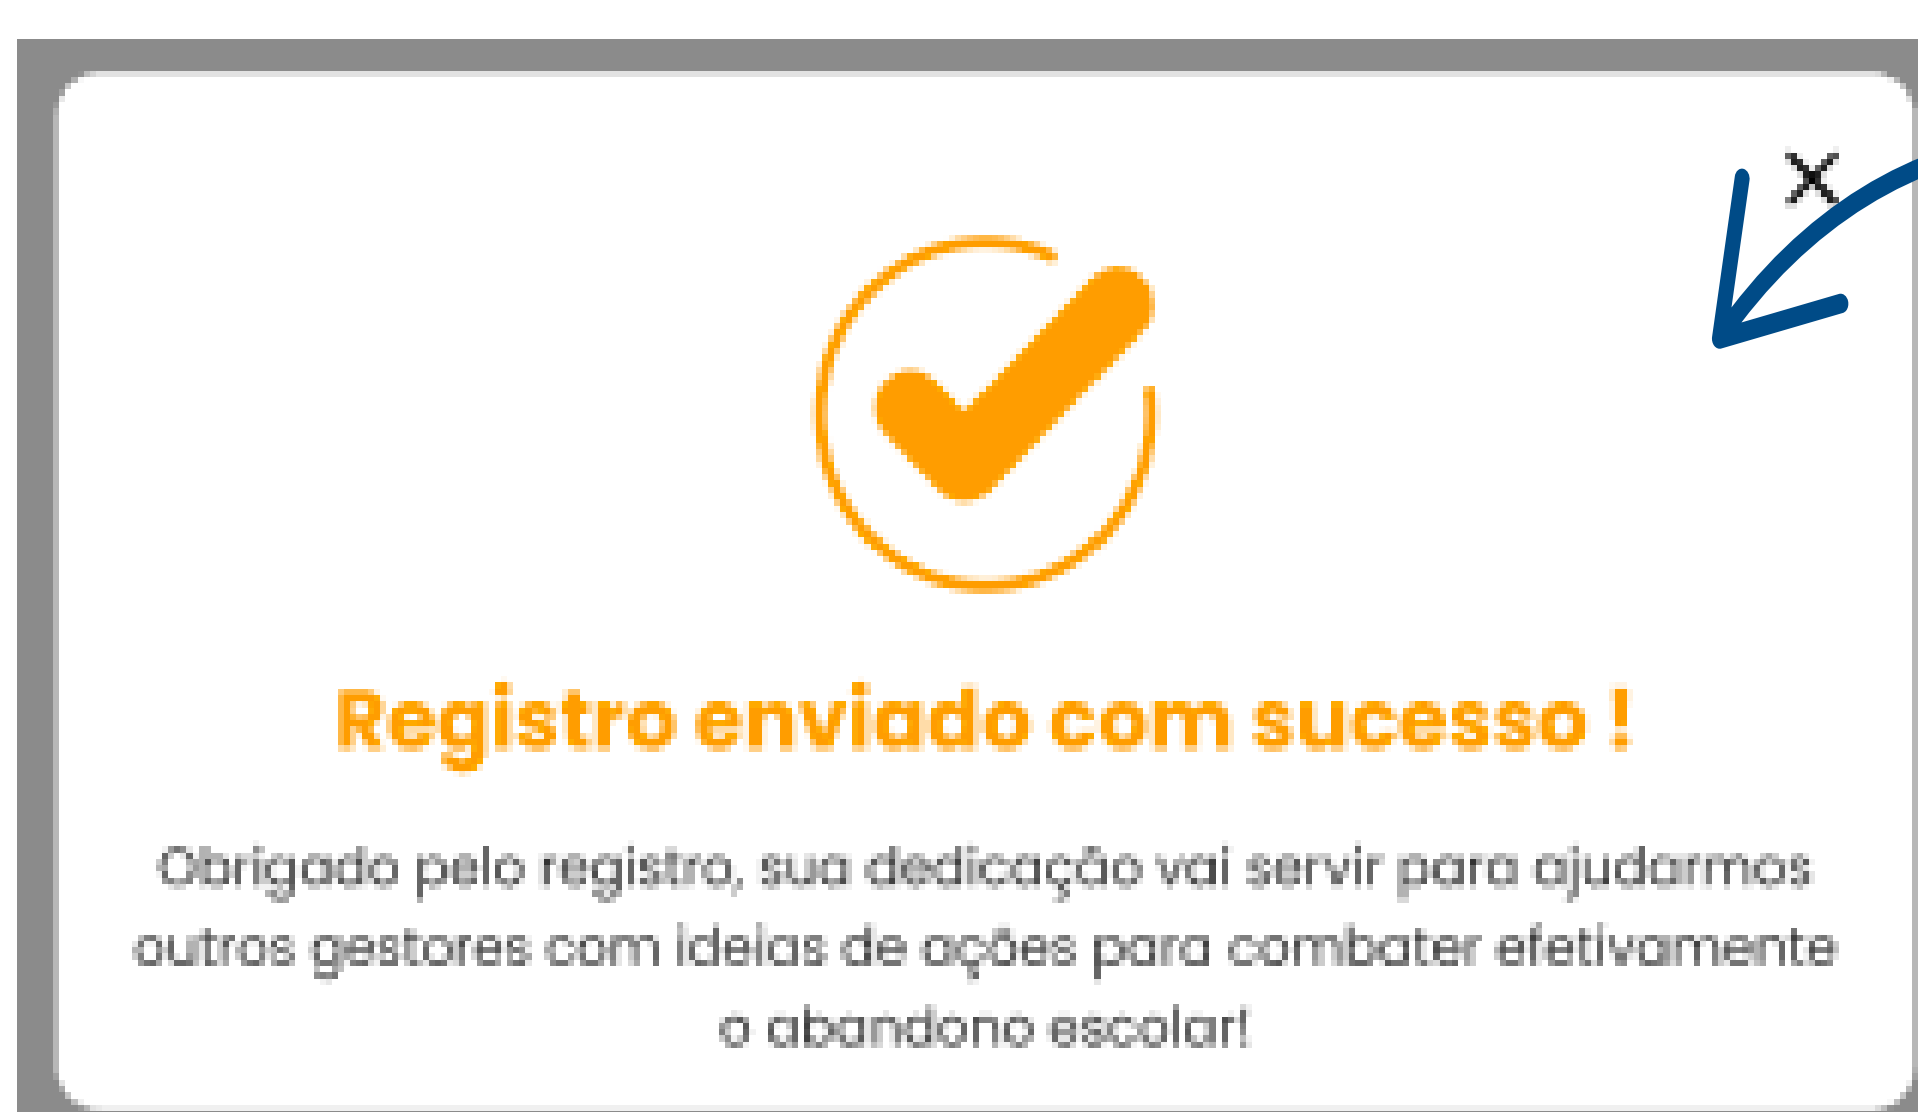 Registro enviado com sucesso !
Obrigado pelo registro, sua dedicação vai servir para ajudarmos
outros gestores com ideias de ações para combater efetivamente
o abandono escolar!